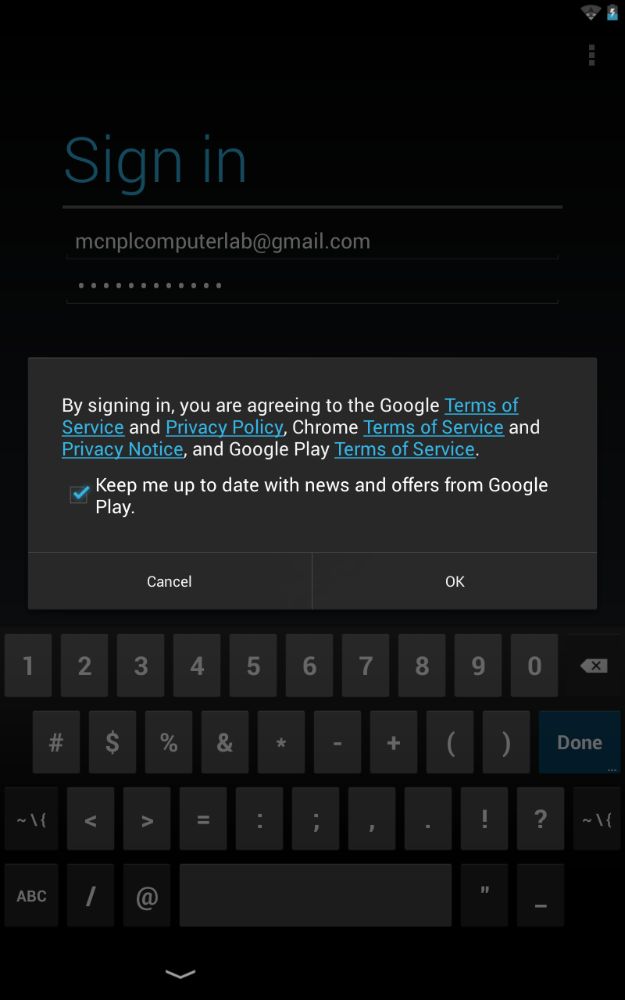 Sign in
mcnplcomputerlab@gmail.com
••••••••••••
By signing in, you are agreeing to the Google Terms of
Service and Privacy Policy, Chrome Terms of Service and
Privacy Notice, and Google Play Terms of Service.
Keep me up to date with news and offers from Google
Play.
Cancel OK
1 2 3 4 5 6 7 8 9 0
# $ % & * - + ( ) Done ...
~ \ { < > = : ; , . ! ? ~ \ {
ABC / @ " _